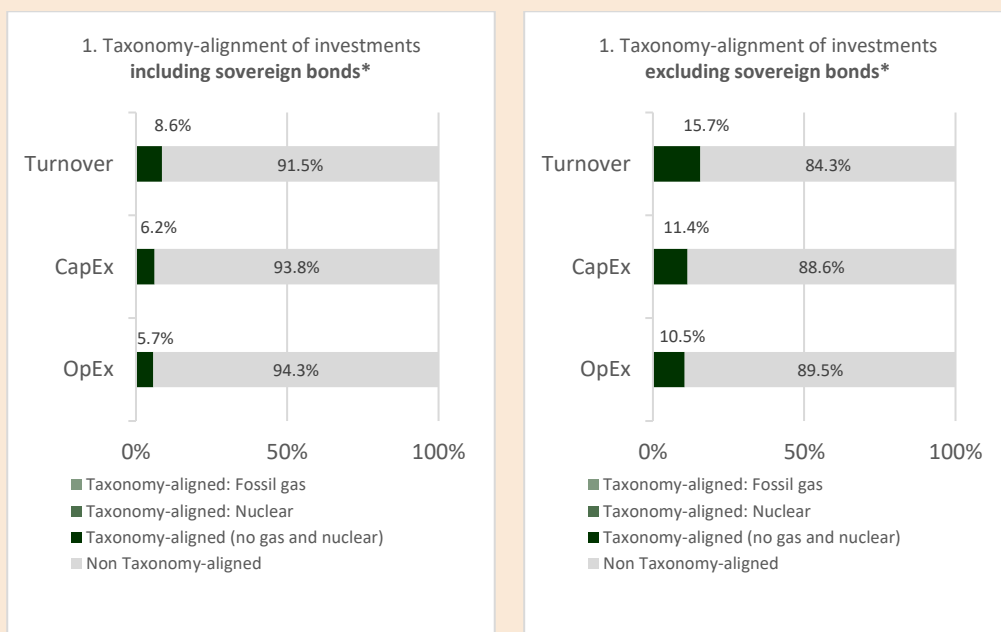 1. Taxonomy-alignment of investments
including sovereign bonds*
8.6%
Turnover
91.5%
6.2%
CapEx
93.8%
5.7%
OpEx
94.3%
0%
50%
100%
Taxonomy-aligned: Fossil gas
Taxonomy-aligned: Nuclear
Taxonomy-aligned (no gas and nuclear)
Non Taxonomy-aligned
1. Taxonomy-alignment of investments
excluding sovereign bonds*
15.7%
Turnover
84.3%
11.4%
CapEx
88.6%
10.5%
OpEx
89.5%
0%
50%
100%
Taxonomy-aligned: Fossil gas
Taxonomy-aligned: Nuclear
Taxonomy-aligned (no gas and nuclear)
Non Taxonomy-aligned